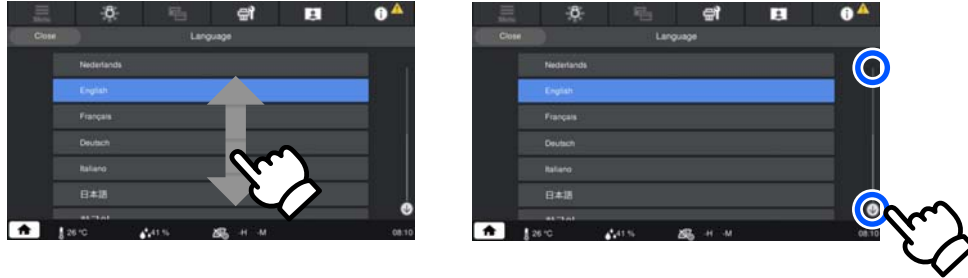 Menu
Close
Language
Nederlands
English
Français
Deutsch
Italiano
日本語
26 °C
41 %
-H -M
08:10
Menu
Close
Language
Nederlands
English
Français
Deutsch
Italiano
日本語
26 °C
41 %
-H -M
08:10